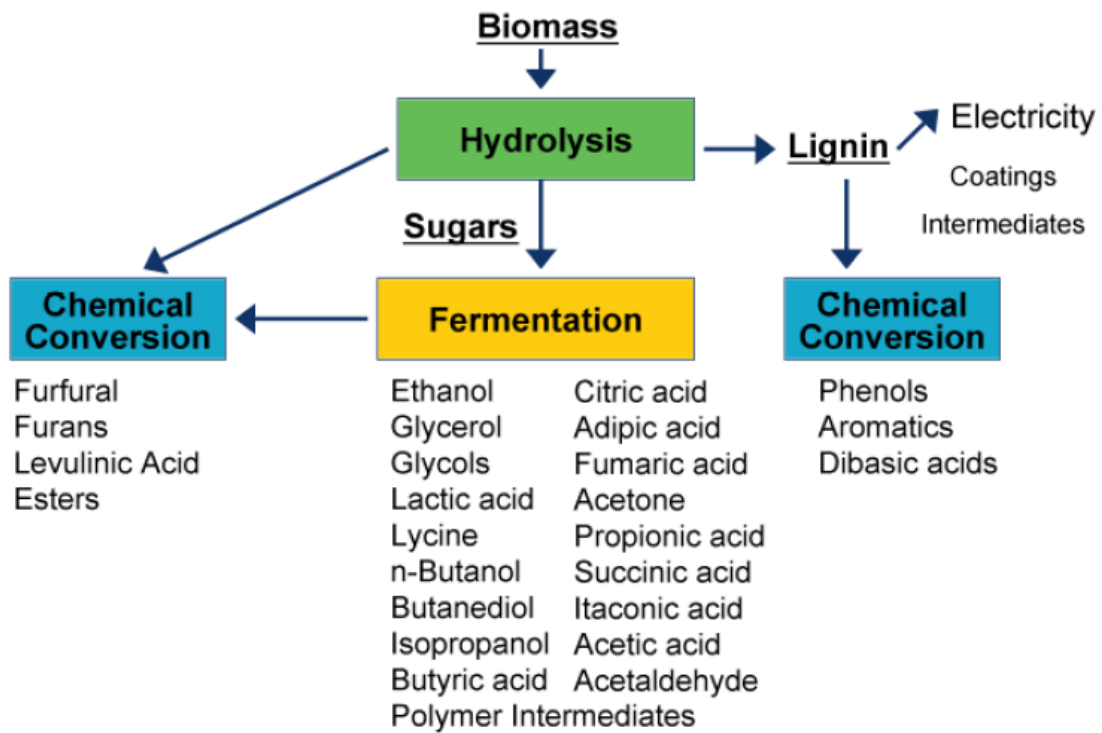 Biomass
Hydrolysis
Lignin
Electricity
Coatings
Intermediates
Sugars
Chemical
Conversion
Fermentation
Chemical
Conversion
Furfural
Furans
Levulinic Acid
Esters
Ethanol
Glycerol
Glycols
Lactic acid
Lycine
n-Butanol
Butanediol
Isopropanol
Butyric acid
Polymer Intermediates
Citric acid
Adipic acid
Fumaric acid
Acetone
Propionic acid
Succinic acid
Itaconic acid
Acetic acid
Acetaldehyde
Phenols
Aromatics
Dibasic acids